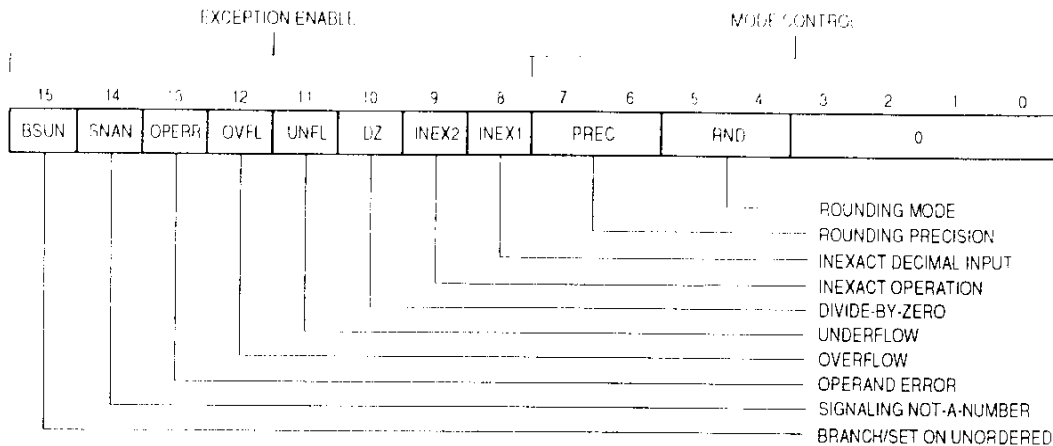 EXCEPTION ENABLE MODE CONTROL
15 14 13 12 11 10 9 8 7 6 5 4 3 2 1 0
BSUN SNAN OPERR OVFL UNFL DZ INEX2 INEX1 PREC RND 0
ROUNDING MODE
ROUNDING PRECISION
INEXACT DECIMAL INPUT
INEXACT OPERATION
DIVIDE-BY-ZERO
UNDERFLOW
OVERFLOW
OPERAND ERROR
SIGNALING NOT-A-NUMBER
BRANCH/SET ON UNORDERED